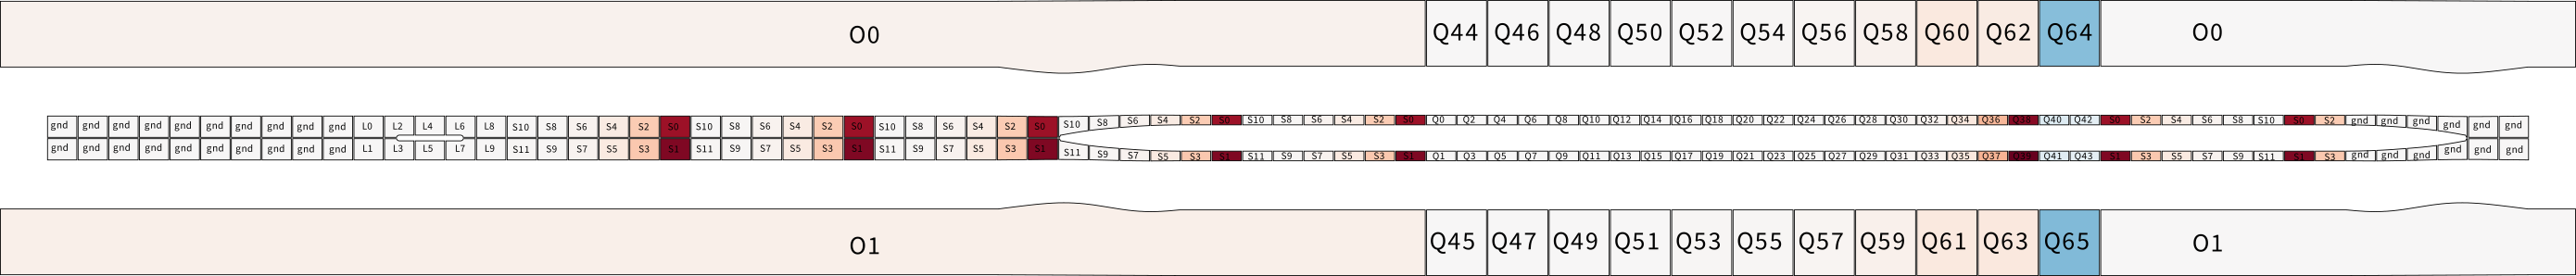 O0 Q44 Q46 Q48 Q50 Q52 Q54 Q56 Q58 Q60 Q62 Q64 O0
gnd gnd gnd gnd gnd gnd gnd gnd gnd gnd L0 L2 L4 L6 L8 S10 S8 S6 S4 S2 S0 S10 S8 S6 S4 S2 S0 S10 S8 S6 S4 S2 S0 S10 S8 S6 S4 S2 S0 S10 S8 S6 S4 S2 S0 Q0 Q2 Q4 Q6 Q8 Q10 Q12 Q14 Q16 Q18 Q20 Q22 Q24 Q26 Q28 Q30 Q32 Q34 Q36 Q38 Q40 Q42 S0 S2 S4 S6 S8 S10 S0 S2 gnd gnd gnd gnd gnd gnd
gnd gnd gnd gnd gnd gnd gnd gnd gnd gnd L1 L3 L5 L7 L9 S11 S9 S7 S5 S3 S1 S11 S9 S7 S5 S3 S1 S11 S9 S7 S5 S3 S1 S11 S9 S7 S5 S3 S1 S11 S9 S7 S5 S3 S1 Q1 Q3 Q5 Q7 Q9 Q11 Q13 Q15 Q17 Q19 Q21 Q23 Q25 Q27 Q29 Q31 Q33 Q35 Q37 Q39 Q41 Q43 S1 S3 S5 S7 S9 S11 S1 S3 gnd gnd gnd gnd gnd gnd
O1 Q45 Q47 Q49 Q51 Q53 Q55 Q57 Q59 Q61 Q63 Q65 O1